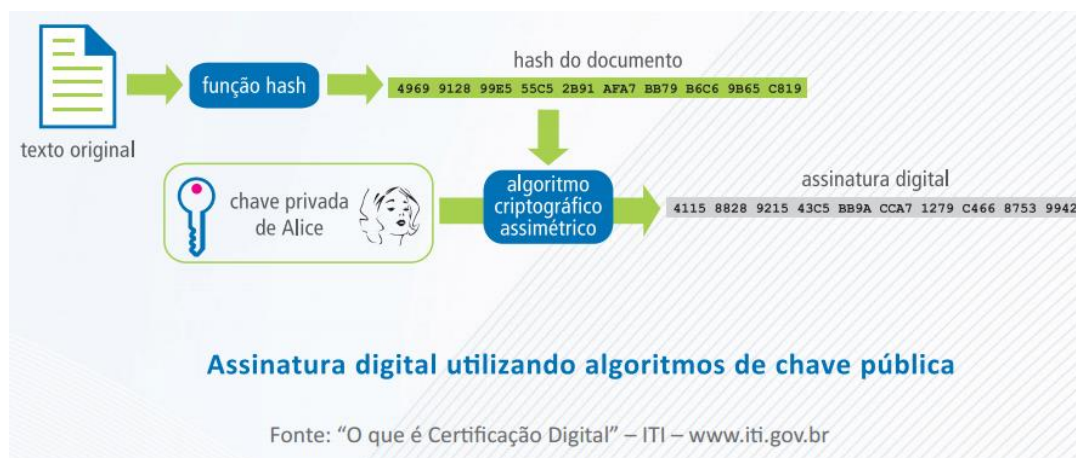 hash do documento
função hash
4969 9128 99E5 55C5 2B91 AFA7 BB79 B6C6 9B65 C819
texto original
chave privada
de Alice
algoritmo
criptográfico
assimétrico
assinatura digital
4115 8828 9215 43C5 BB9A CCA7 1279 C466 8753 9942
Assinatura digital utilizando algoritmos de chave pública
Fonte: “O que é Certificação Digital” – ITI – www.iti.gov.br